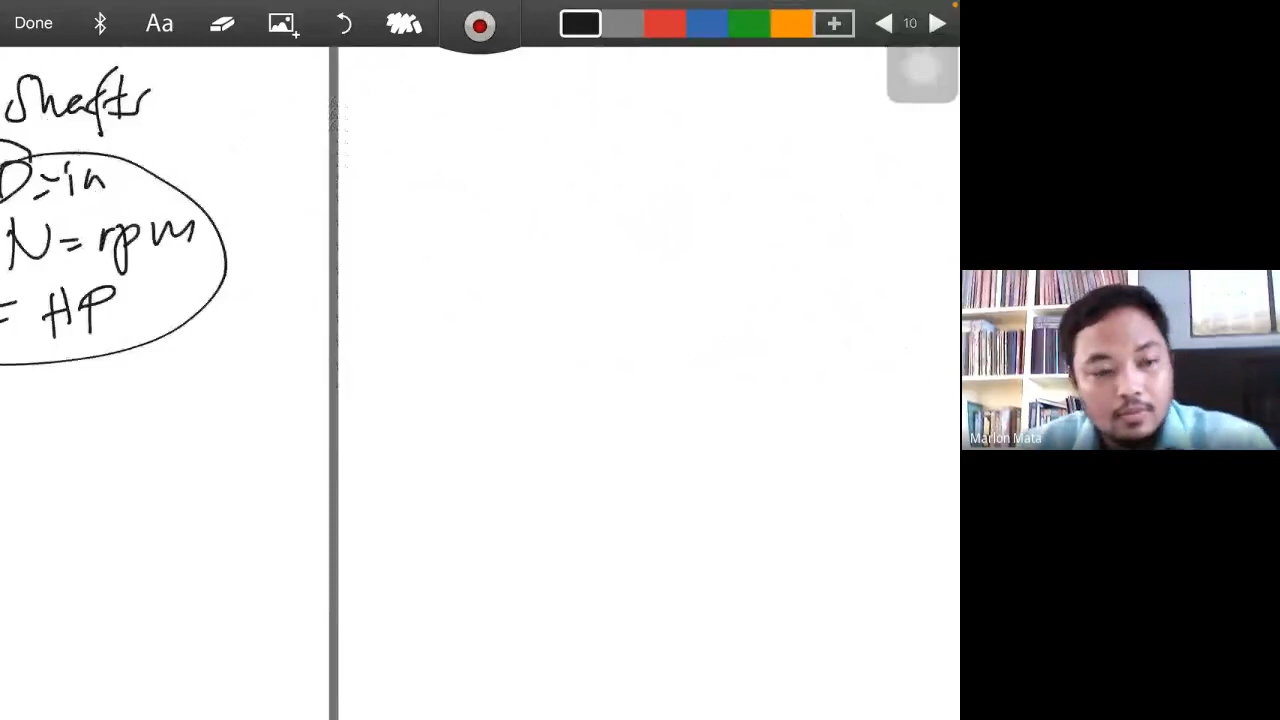 Done
Aa
10
Shafts
D = in
N = rpm
= HP
Marlon Mata